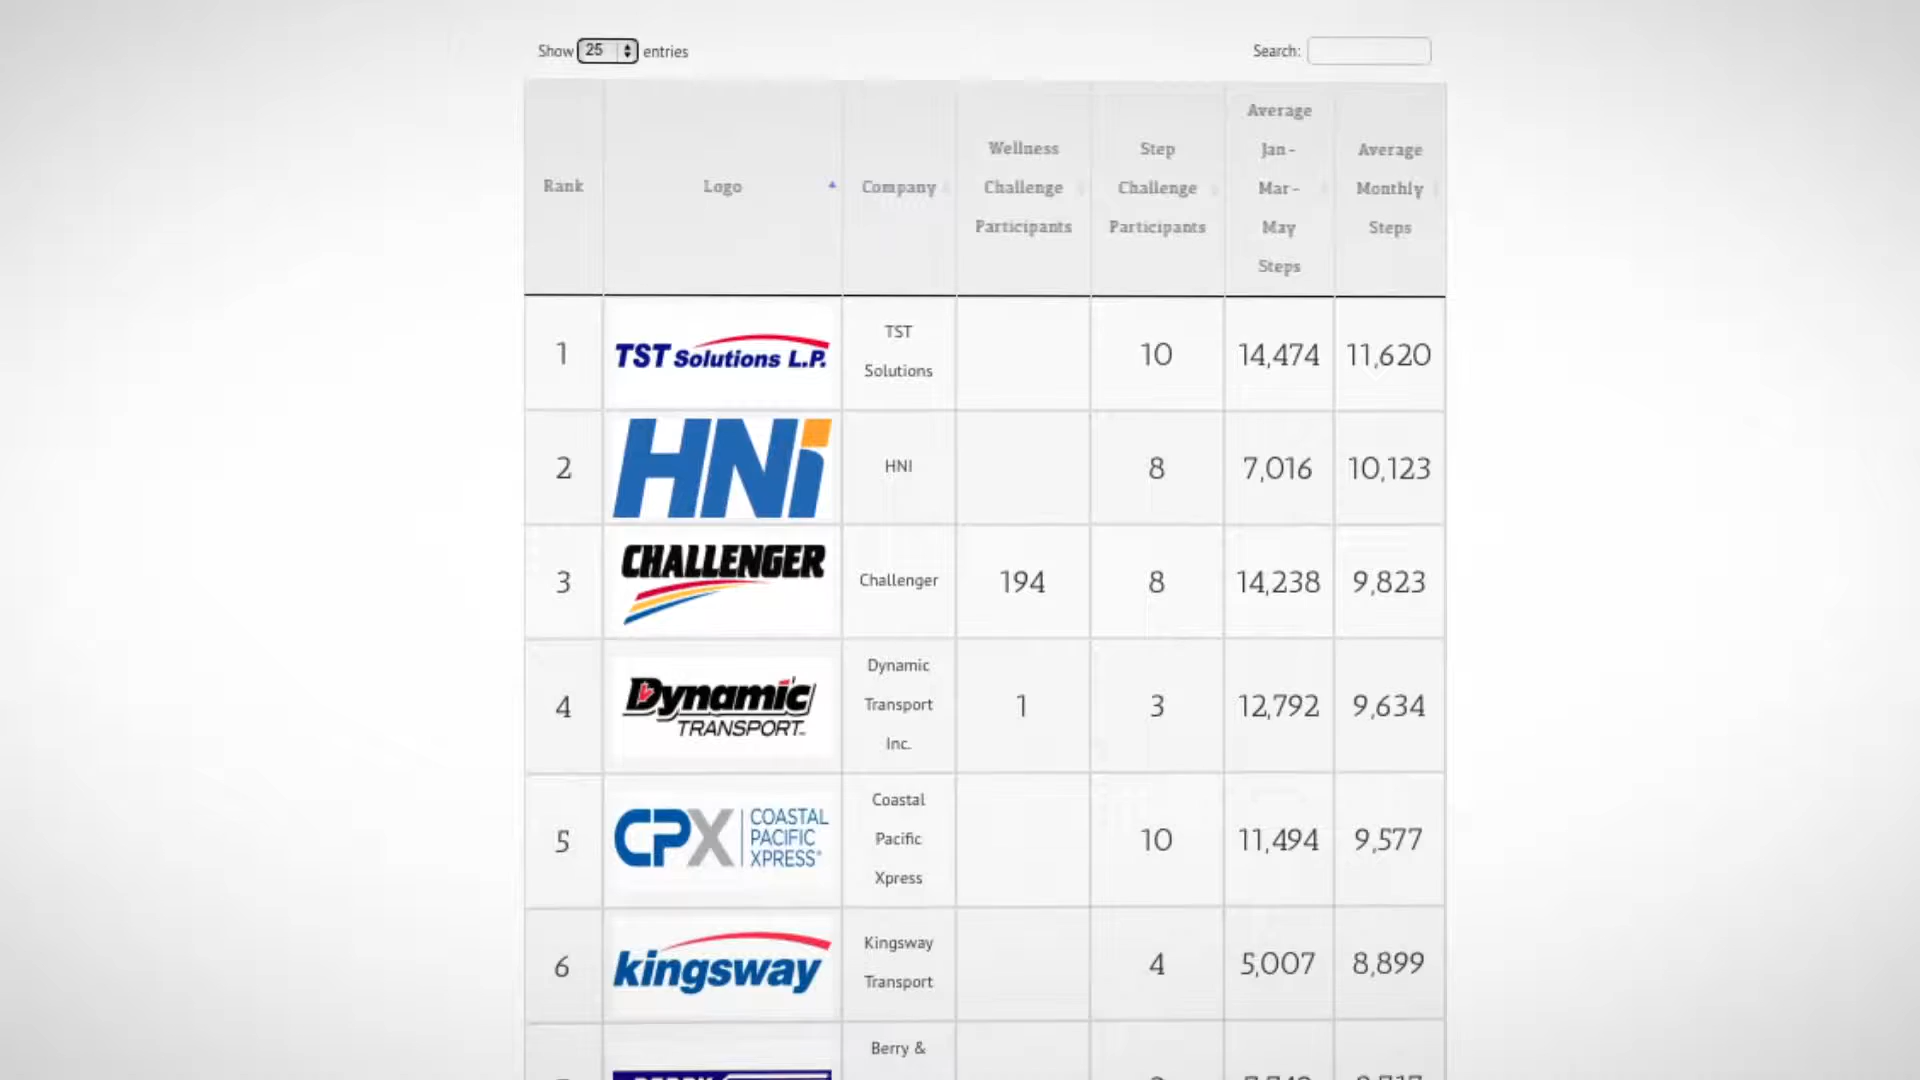 Show 25 entries
Search:
Rank
Logo
Company
Wellness
Challenge
Participants
Step
Challenge
Participants
Average
Jan-
Mar-
May
Steps
Average
Monthly
Steps
1
TST Solutions L.P.
TST
Solutions
10
14,474
11,620
2
HNi
HNI
8
7,016
10,123
3
CHALLENGER
Challenger
194
8
14,238
9,823
4
Dynamic
TRANSPORT
Dynamic
Transport
Inc.
1
3
12,792
9,634
5
CPX
COASTAL
PACIFIC
XPRESS
Coastal
Pacific
Xpress
10
11,494
9,577
6
kingsway
Kingsway
Transport
4
5,007
8,899
Berry &